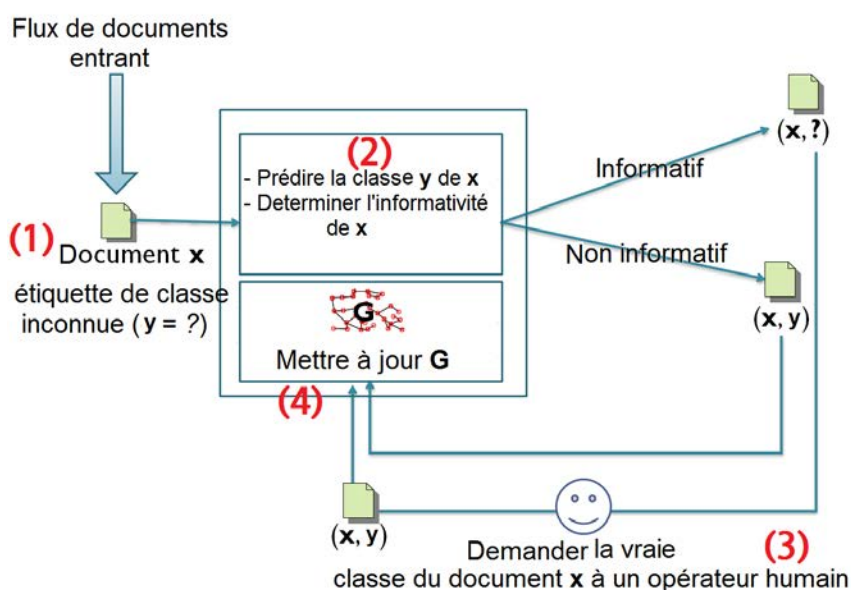 Flux de documents
entrant
(1)
Document x
étiquette de classe
inconnue (y = ?)
(2)
- Prédire la classe y de x
- Determiner l'informativité
de x
G
Mettre à jour G
(4)
Informatif
(x, ?)
Non informatif
(x, y)
(x, y)
(3)
Demander la vraie
classe du document x à un opérateur humain